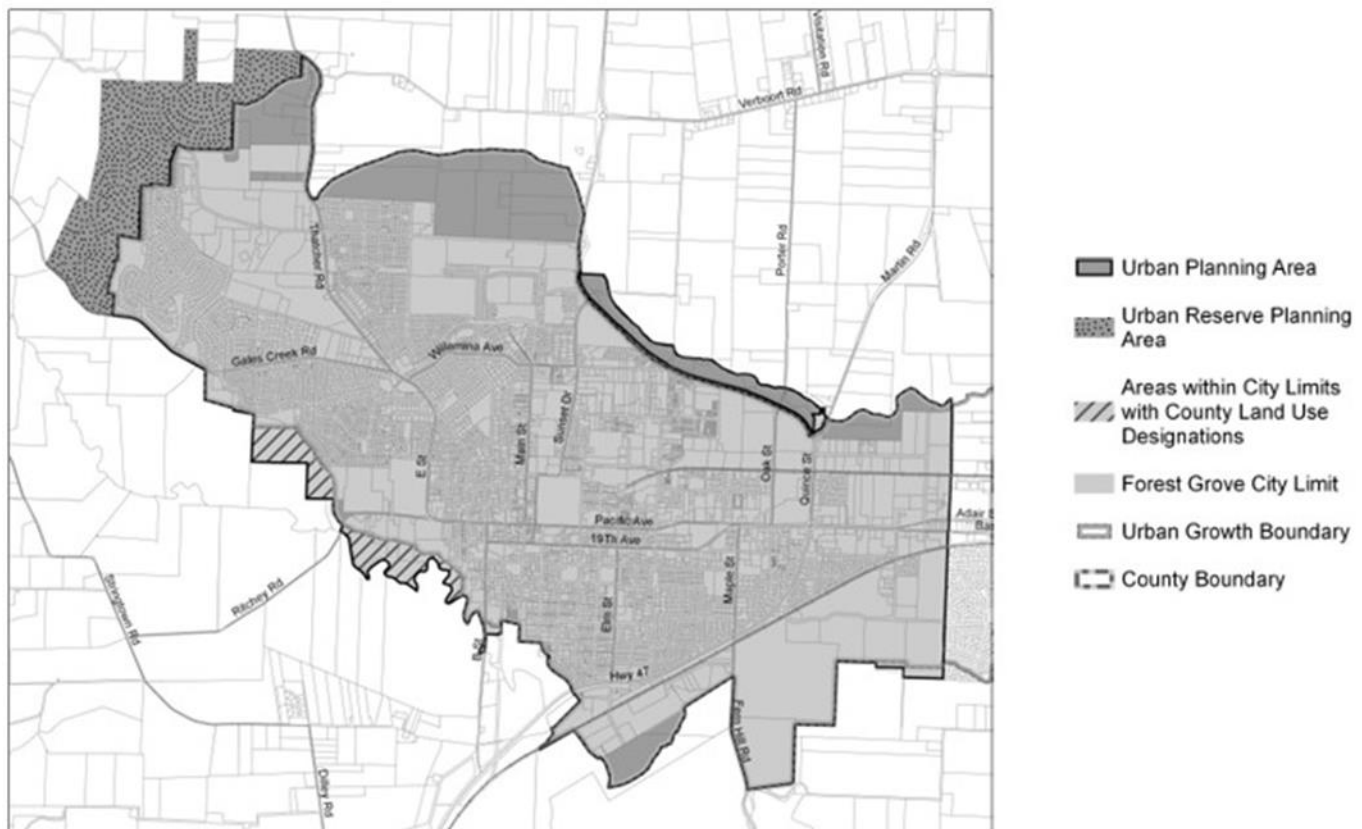 Visitation Rd
Verboort Rd
Thatcher Rd
Porter Rd
Martin Rd
Gales Creek Rd
Willamina Ave
Main St
Sunset Dr
E St
Oak St
Quince St
Pacific Ave
19Th Ave
Adair
Maple St
Elm St
Stringtown Rd
Ritchey Rd
B St
Hwy 47
Fern Hill Rd
Dilley Rd
Urban Planning Area
Urban Reserve Planning
Area
Areas within City Limits
with County Land Use
Designations
Forest Grove City Limit
Urban Growth Boundary
County Boundary